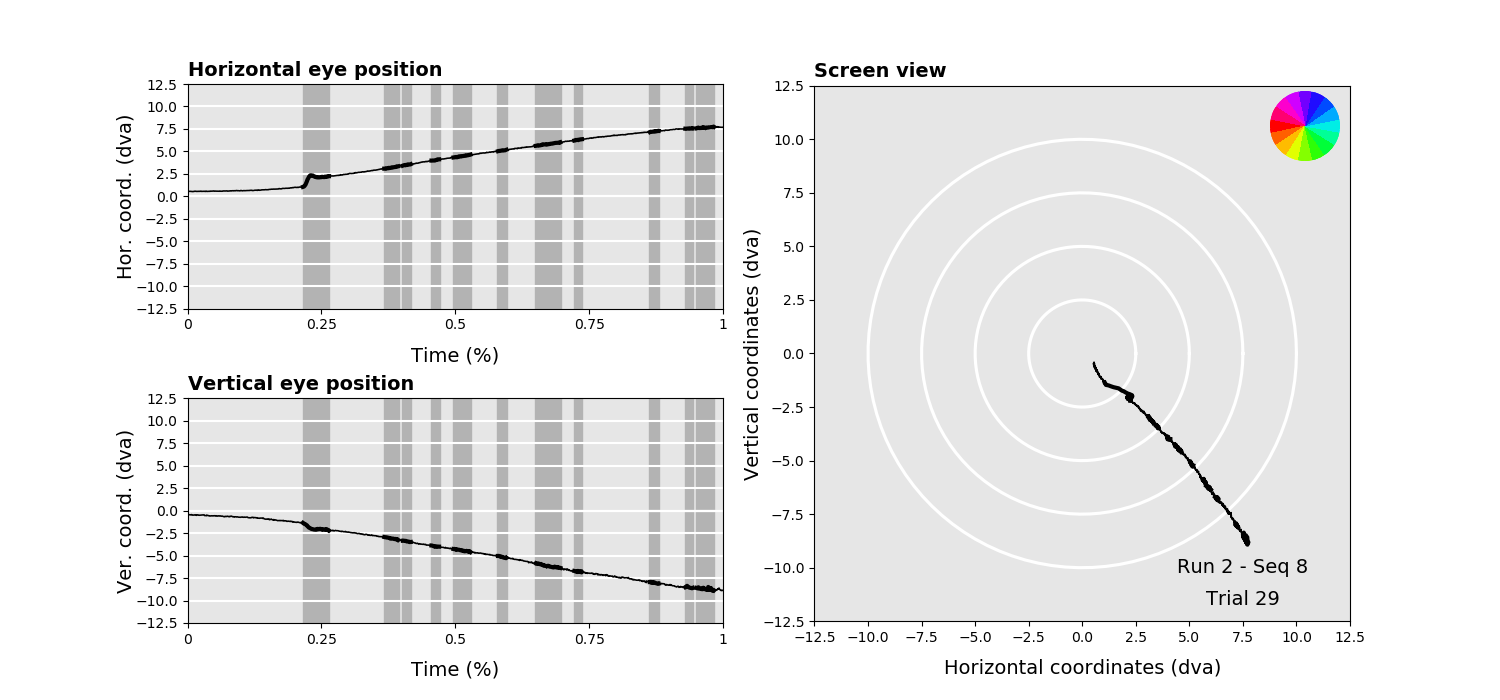 Horizontal eye position
12.5
10.0
7.5
5.0
2.5
0.0
−2.5
−5.0
−7.5
−10.0
−12.5
Hor. coord. (dva)
0 0.25 0.5 0.75 1
Time (%)
Vertical eye position
12.5
10.0
7.5
5.0
2.5
0.0
−2.5
−5.0
−7.5
−10.0
−12.5
Ver. coord. (dva)
0 0.25 0.5 0.75 1
Time (%)
Screen view
12.5
10.0
7.5
5.0
2.5
0.0
−2.5
−5.0
−7.5
−10.0
−12.5
Vertical coordinates (dva)
Run 2 - Seq 8
Trial 29
−12.5 −10.0 −7.5 −5.0 −2.5 0.0 2.5 5.0 7.5 10.0 12.5
Horizontal coordinates (dva)